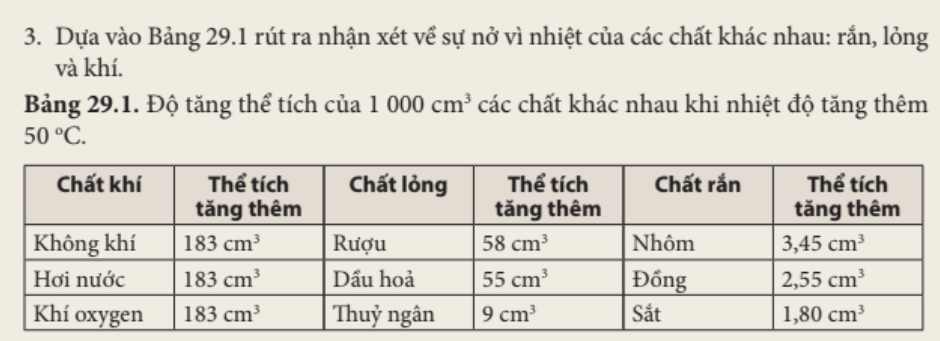 3. Dựa vào Bảng 29.1 rút ra nhận xét về sự nở vì nhiệt của các chất khác nhau: rắn, lỏng
và khí.
Bảng 29.1. Độ tăng thể tích của 1 000 cm³ các chất khác nhau khi nhiệt độ tăng thêm
50 °C.
Chất khí Thể tích tăng thêm Chất lỏng Thể tích tăng thêm Chất rắn Thể tích tăng thêm
Không khí 183 cm³ Rượu 58 cm³ Nhôm 3,45 cm³
Hơi nước 183 cm³ Dầu hoả 55 cm³ Đồng 2,55 cm³
Khí oxygen 183 cm³ Thuỷ ngân 9 cm³ Sắt 1,80 cm³